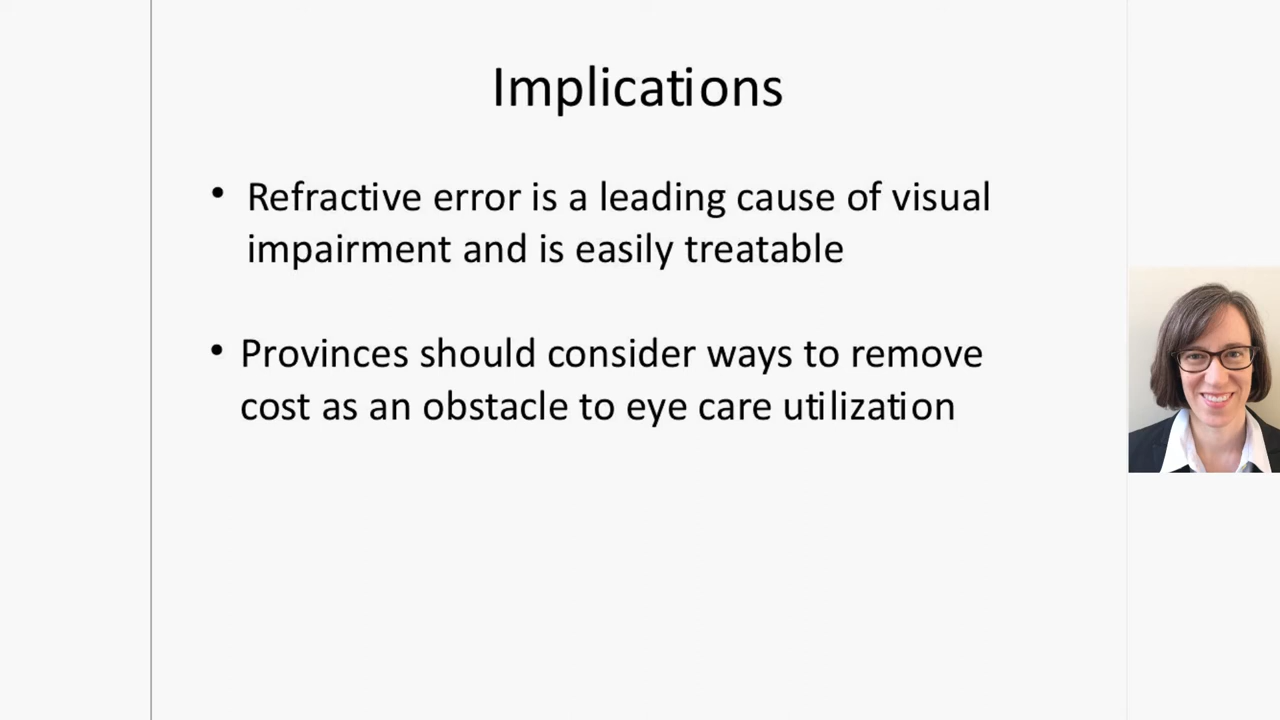 Implications
• Refractive error is a leading cause of visual
impairment and is easily treatable
• Provinces should consider ways to remove
cost as an obstacle to eye care utilization